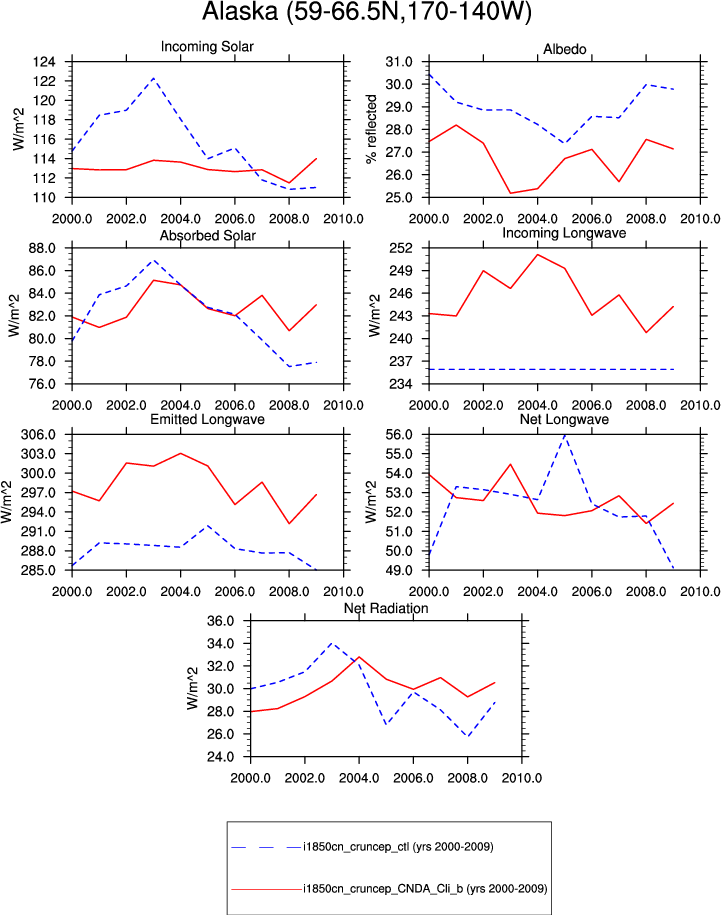 Alaska (59-66.5N,170-140W)
Incoming Solar
W/m^2
124
122
120
118
116
114
112
110
2000.0 2002.0 2004.0 2006.0 2008.0 2010.0
Albedo
% reflected
31.0
30.0
29.0
28.0
27.0
26.0
25.0
2000.0 2002.0 2004.0 2006.0 2008.0 2010.0
Absorbed Solar
W/m^2
88.0
86.0
84.0
82.0
80.0
78.0
76.0
2000.0 2002.0 2004.0 2006.0 2008.0 2010.0
Incoming Longwave
W/m^2
252
249
246
243
240
237
234
2000.0 2002.0 2004.0 2006.0 2008.0 2010.0
Emitted Longwave
W/m^2
306.0
303.0
300.0
297.0
294.0
291.0
288.0
285.0
2000.0 2002.0 2004.0 2006.0 2008.0 2010.0
Net Longwave
W/m^2
56.0
55.0
54.0
53.0
52.0
51.0
50.0
49.0
2000.0 2002.0 2004.0 2006.0 2008.0 2010.0
Net Radiation
W/m^2
36.0
34.0
32.0
30.0
28.0
26.0
24.0
2000.0 2002.0 2004.0 2006.0 2008.0 2010.0
i1850cn_cruncep_ctl (yrs 2000-2009)
i1850cn_cruncep_CNDA_Cli_b (yrs 2000-2009)